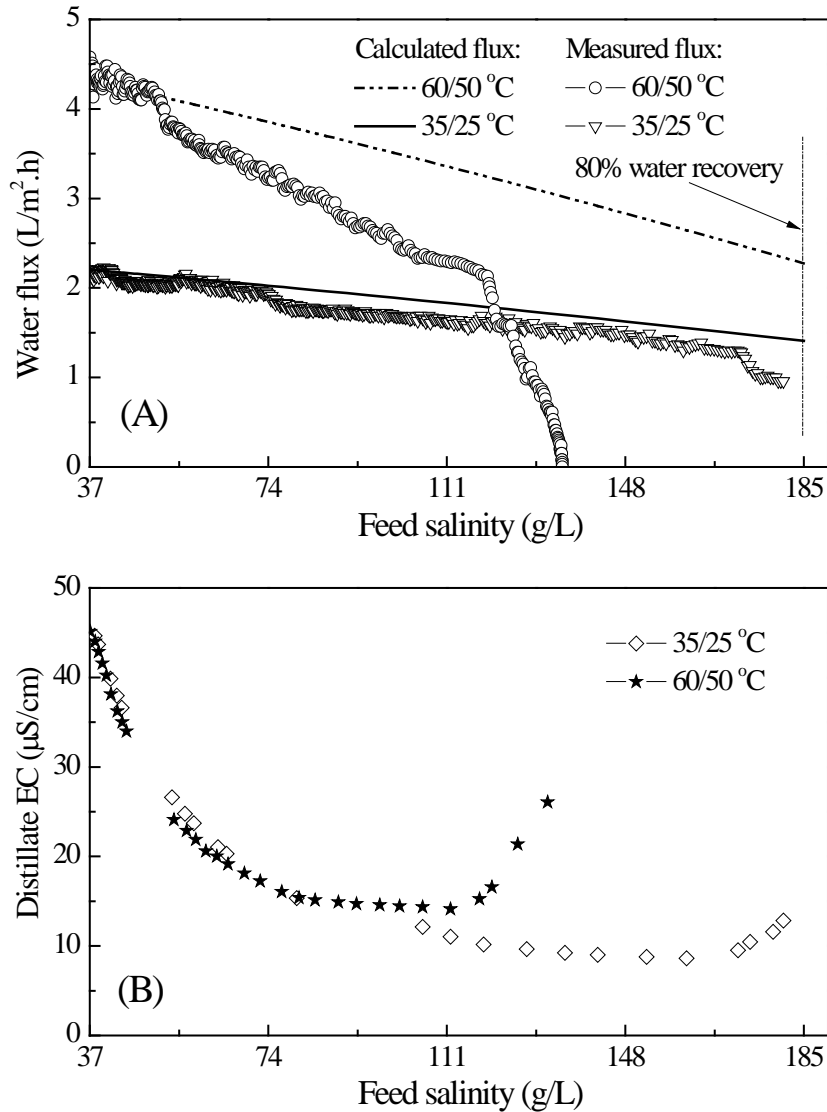 5
4
3
2
1
0
Water flux (L/m².h)
Calculated flux:
60/50 °C
35/25 °C
Measured flux:
60/50 °C
35/25 °C
80% water recovery
(A)
37 74 111 148 185
Feed salinity (g/L)
50
40
30
20
10
0
Distillate EC (µS/cm)
35/25 °C
60/50 °C
(B)
37 74 111 148 185
Feed salinity (g/L)